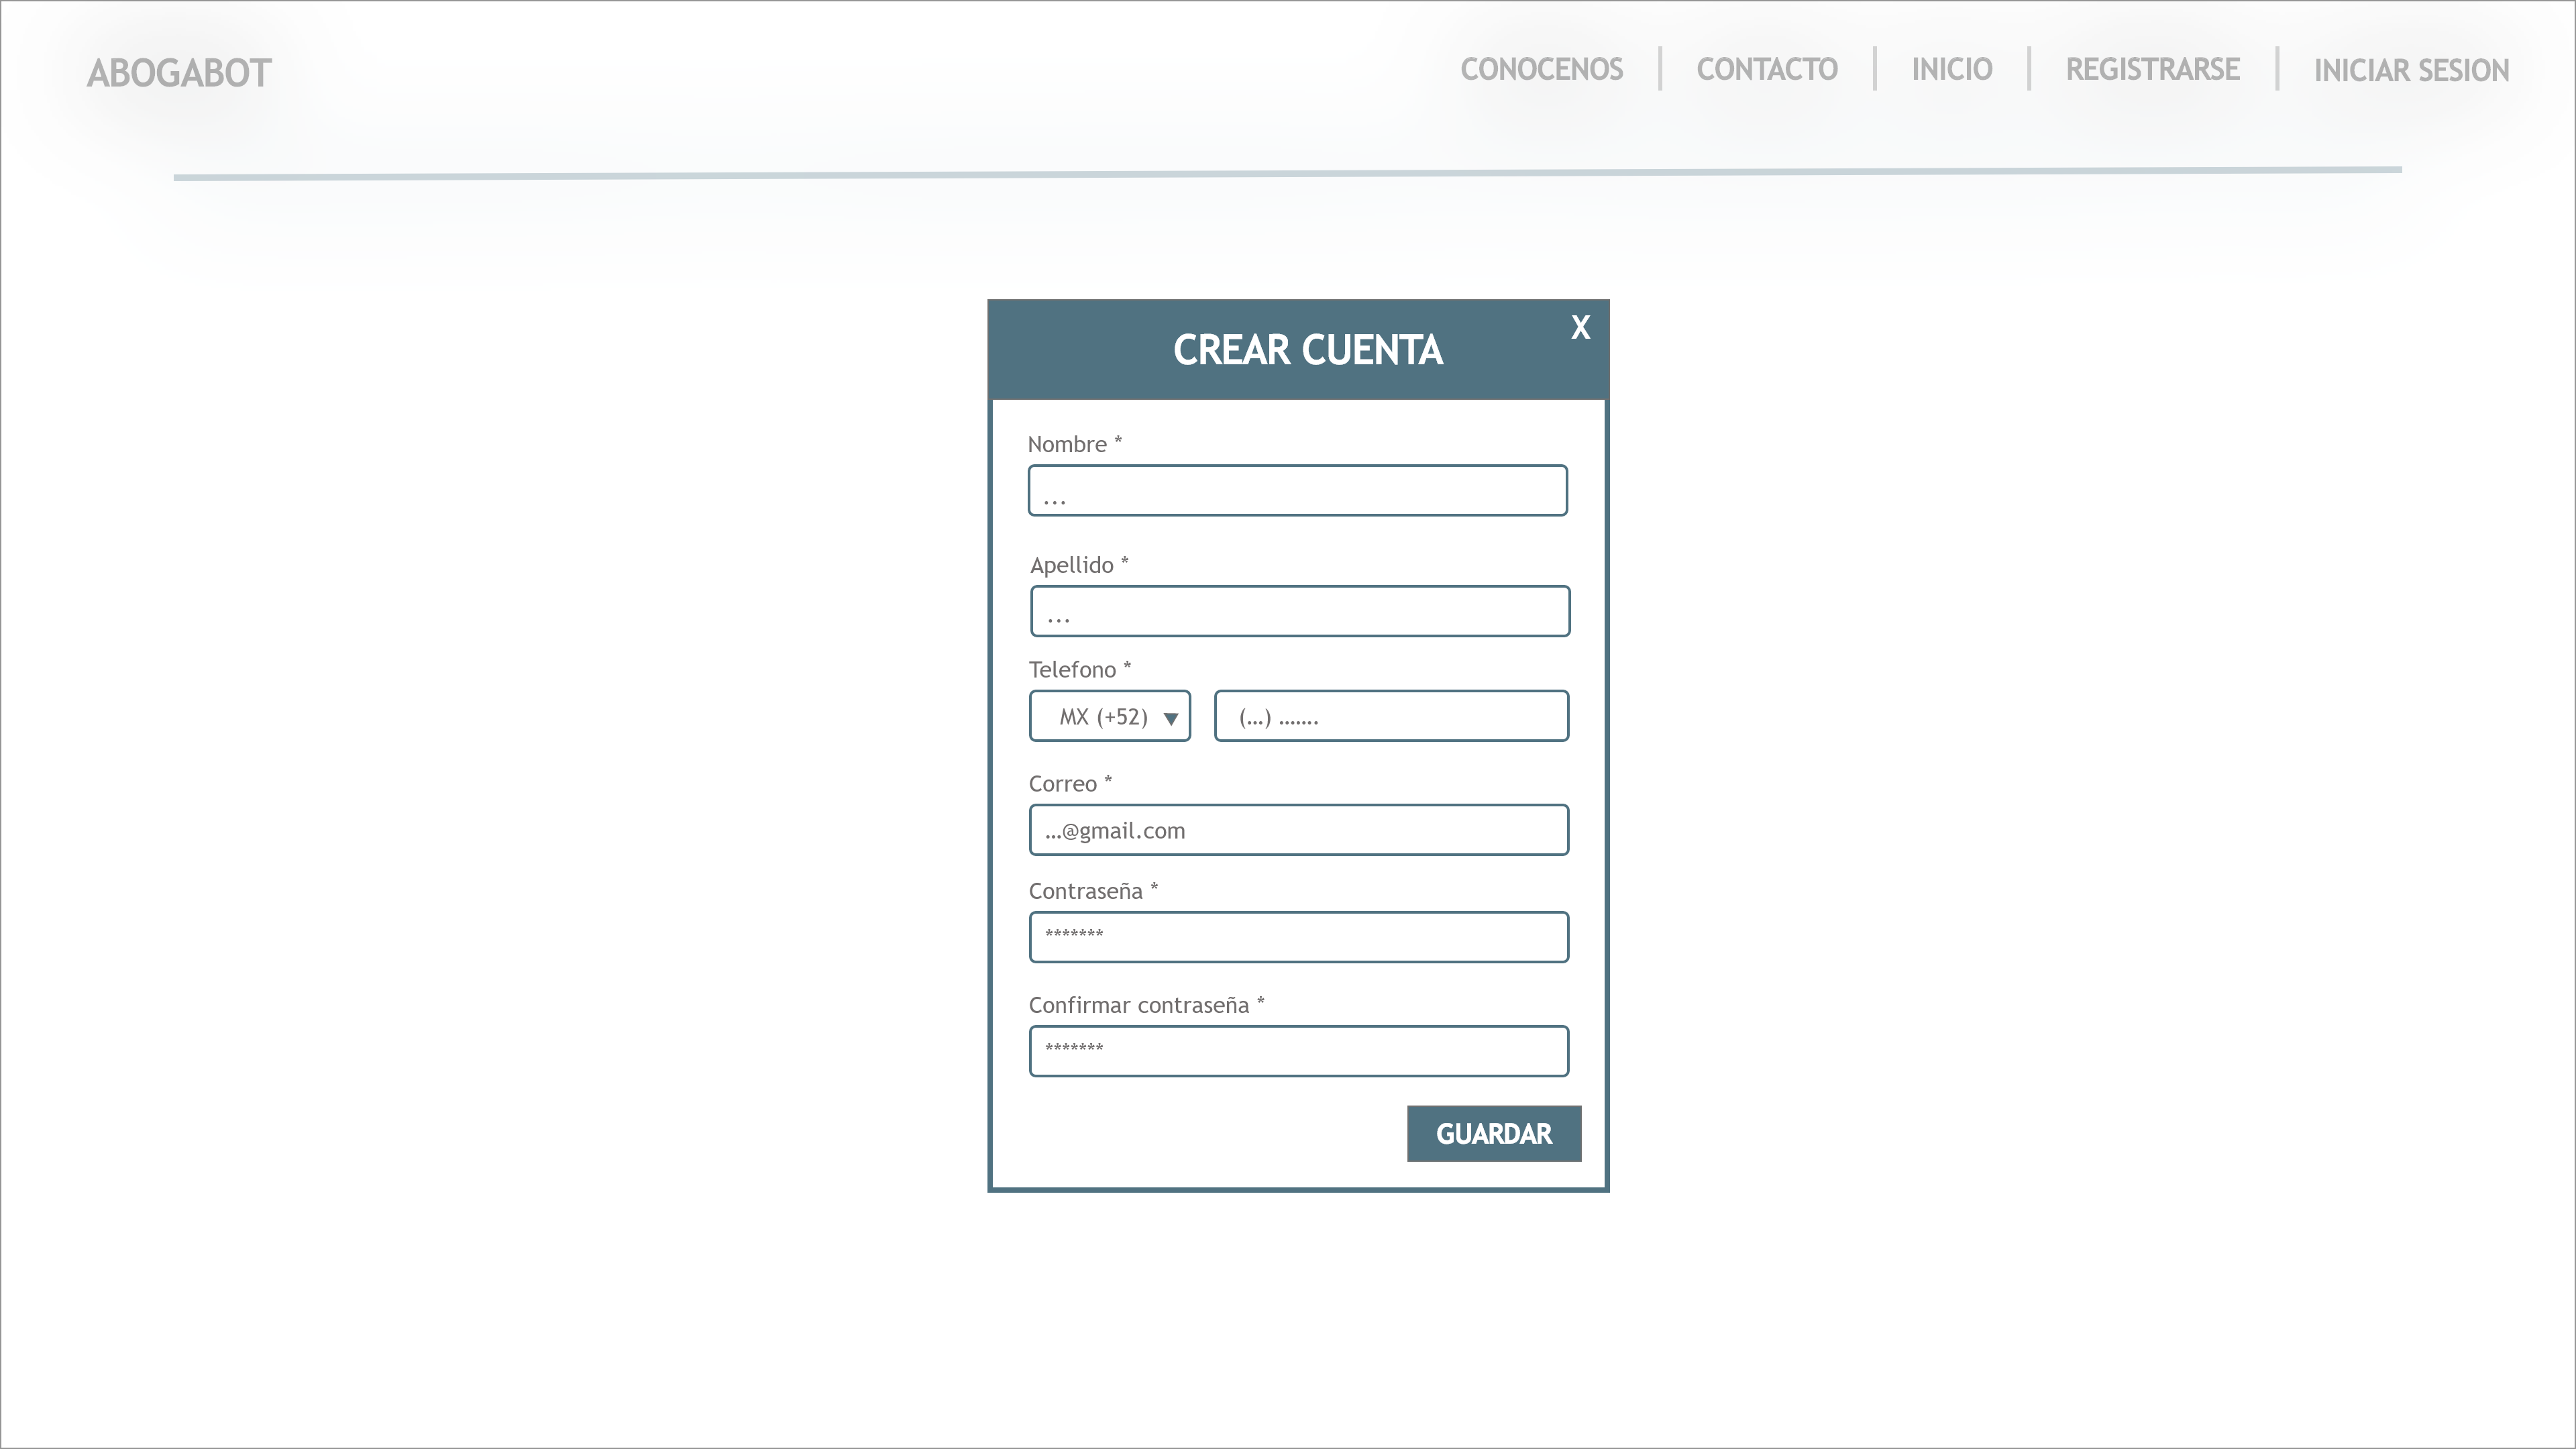 ABOGABOT
CONOCENOS | CONTACTO | INICIO | REGISTRARSE | INICIAR SESION
CREAR CUENTA
X
Nombre *
...
Apellido *
...
Telefono *
MX (+52) ▼ (...) .......
Correo *
...@gmail.com
Contraseña *
*******
Confirmar contraseña *
*******
GUARDAR